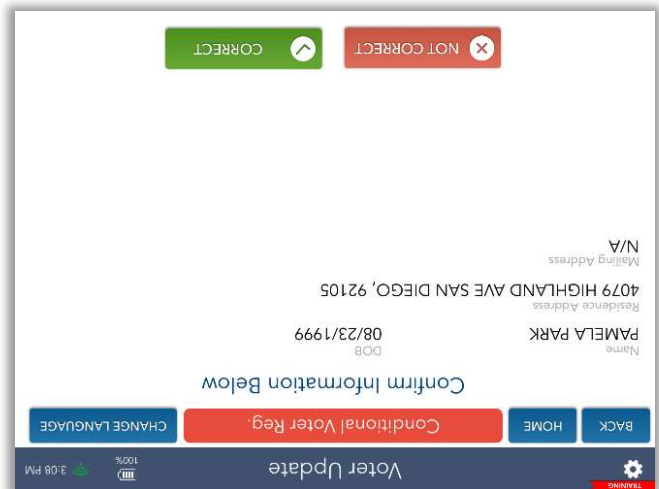 TRAINING
Voter Update
100%
3:08 PM
BACK
HOME
Conditional Voter Reg.
CHANGE LANGUAGE
Confirm Information Below
Name
DOB
PAMELA PARK
08/23/1999
Residence Address
4079 HIGHLAND AVE SAN DIEGO, 92105
Mailing Address
N/A
NOT CORRECT
CORRECT